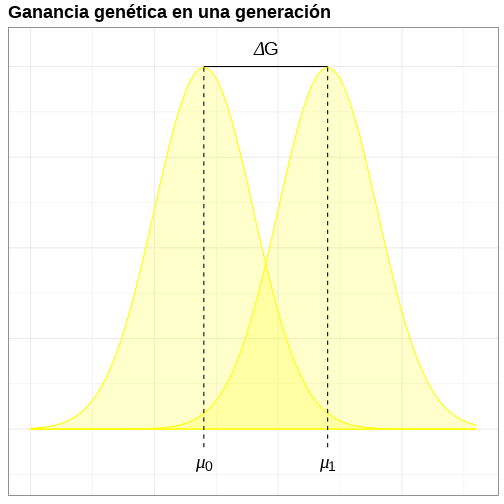 Ganancia genética en una generación
ΔG
μ0 μ1